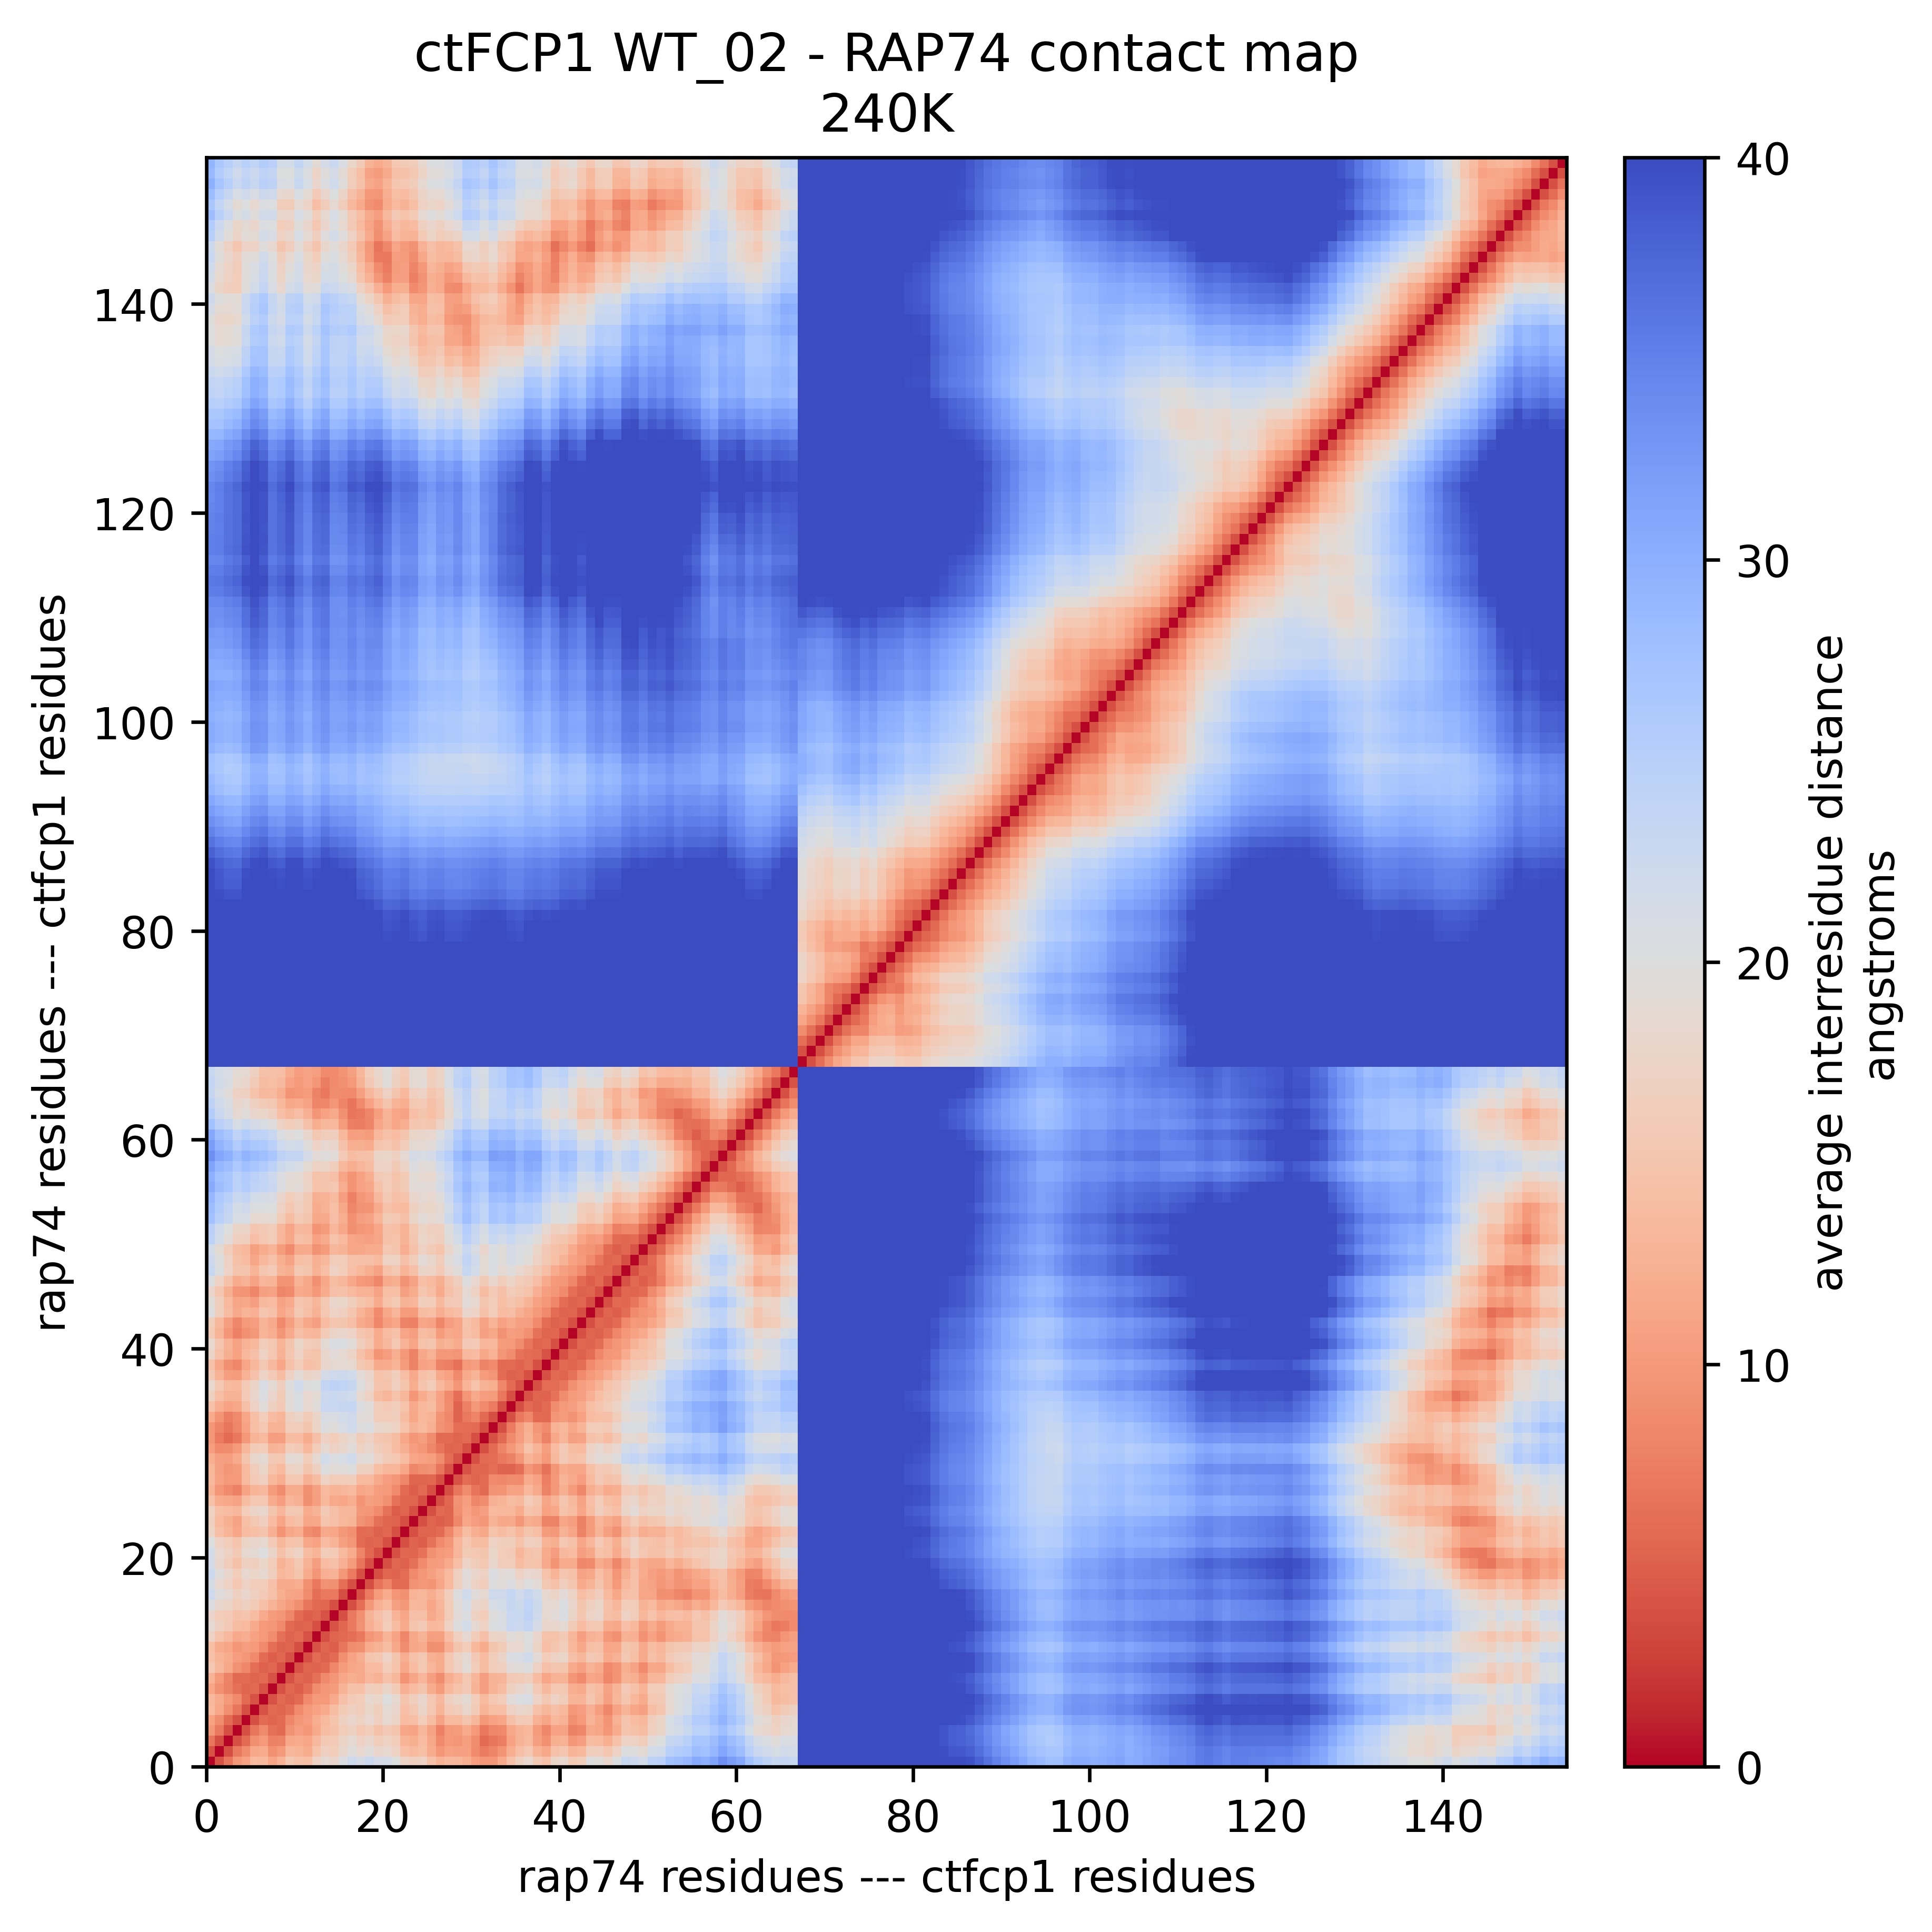 ctFCP1 WT_02 - RAP74 contact map
240K
140
120
100
80
60
40
20
0
0 20 40 60 80 100 120 140
rap74 residues --- ctfcp1 residues
rap74 residues --- ctfcp1 residues
40
30
20
10
0
average interresidue distance
angstroms